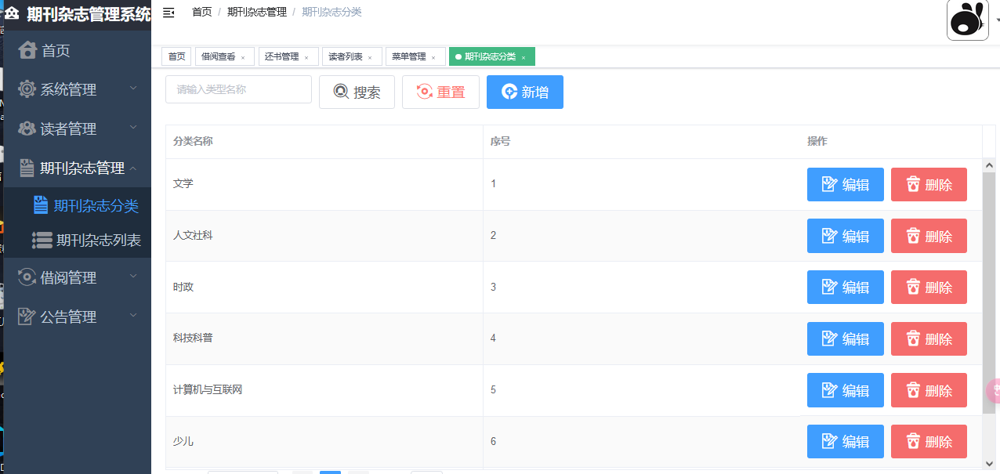 期刊杂志管理系统
首页 / 期刊杂志管理 / 期刊杂志分类
首页
系统管理
读者管理
期刊杂志管理
期刊杂志分类
期刊杂志列表
借阅管理
公告管理
首页 借阅查看 × 还书管理 × 读者列表 × 菜单管理 × 期刊杂志分类 ×
请输入类型名称 搜索 重置 新增
分类名称 序号 操作
文学 1 编辑 删除
人文社科 2 编辑 删除
时政 3 编辑 删除
科技科普 4 编辑 删除
计算机与互联网 5 编辑 删除
少儿 6 编辑 删除